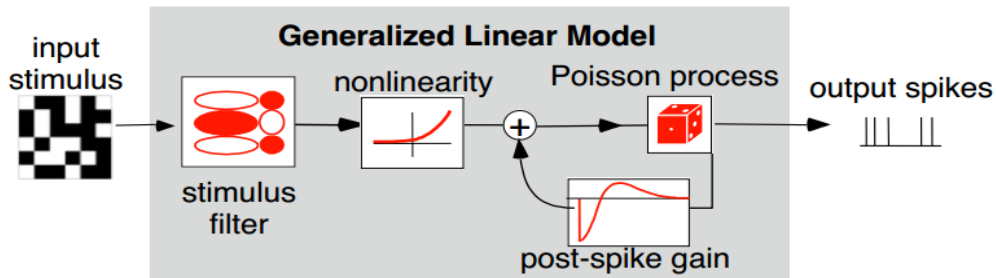 Generalized Linear Model
input
stimulus
nonlinearity
Poisson process
output spikes
+
stimulus
filter
post-spike gain